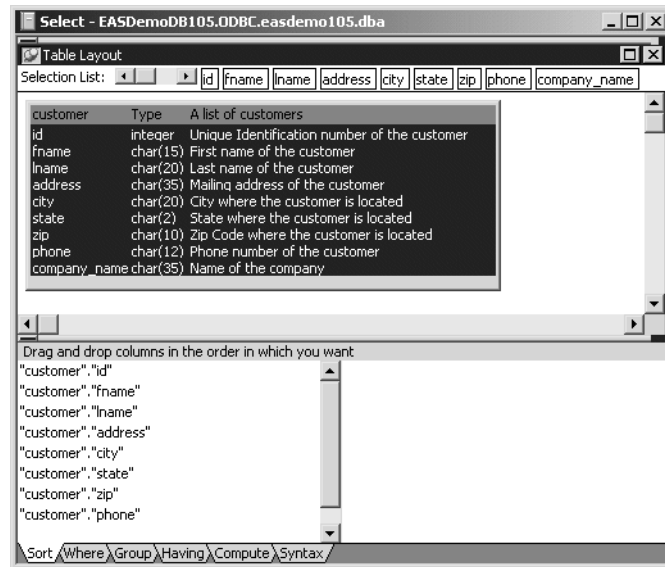 Select - EASDemoDB105.ODBC.easdemo105.dba
Table Layout
Selection List: id fname lname address city state zip phone company_name
customer Type A list of customers
id integer Unique Identification number of the customer
fname char(15) First name of the customer
lname char(20) Last name of the customer
address char(35) Mailing address of the customer
city char(20) City where the customer is located
state char(2) State where the customer is located
zip char(10) Zip Code where the customer is located
phone char(12) Phone number of the customer
company_name char(35) Name of the company
Drag and drop columns in the order in which you want
"customer"."id"
"customer"."fname"
"customer"."lname"
"customer"."address"
"customer"."city"
"customer"."state"
"customer"."zip"
"customer"."phone"
Sort Where Group Having Compute Syntax